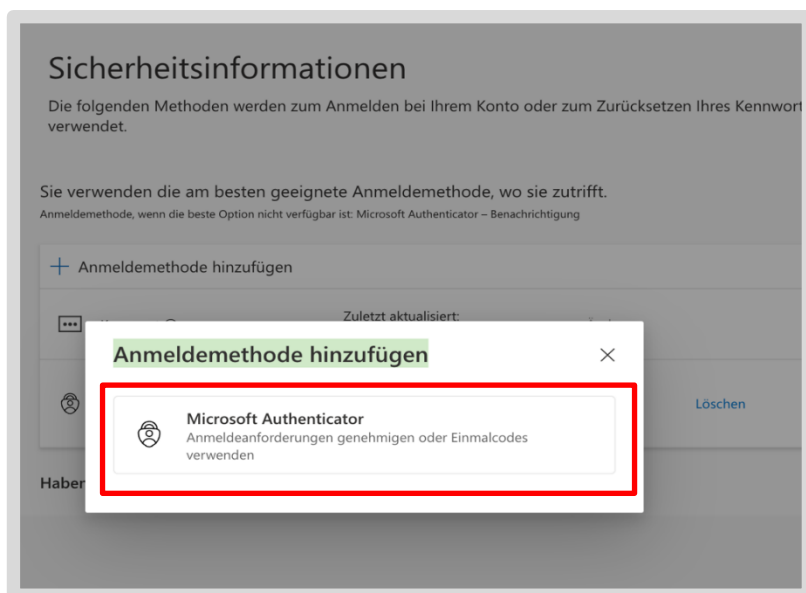 Sicherheitsinformationen
Die folgenden Methoden werden zum Anmelden bei Ihrem Konto oder zum Zurücksetzen Ihres Kennwort
verwendet.
Sie verwenden die am besten geeignete Anmeldemethode, wo sie zutrifft.
Anmeldemethode, wenn die beste Option nicht verfügbar ist: Microsoft Authenticator – Benachrichtigung
Anmeldemethode hinzufügen
Zuletzt aktualisiert:
Anmeldemethode hinzufügen
Microsoft Authenticator
Anmeldeanforderungen genehmigen oder Einmalcodes
verwenden
Löschen
Haben